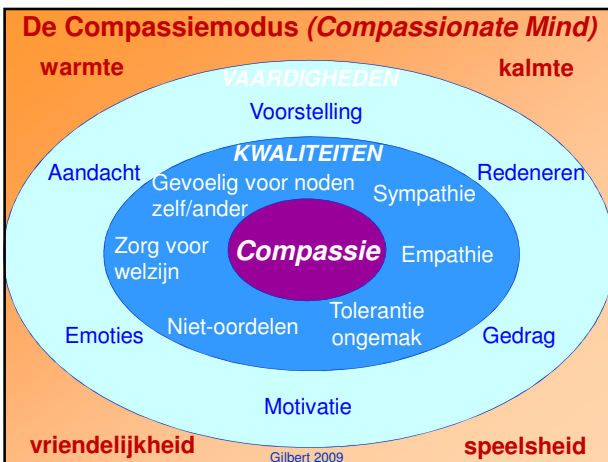 De Compassiemodus (Compassionate Mind)
warmte
kalmte
VAARDIGHEDEN
Voorstelling
KWALITEITEN
Aandacht
Redeneren
Gevoelig voor noden
zelf/ander
Sympathie
Zorg voor
welzijn
Compassie
Empathie
Niet-oordelen
Tolerantie
ongemak
Emoties
Gedrag
Motivatie
vriendelijkheid
speelsheid
Gilbert 2009